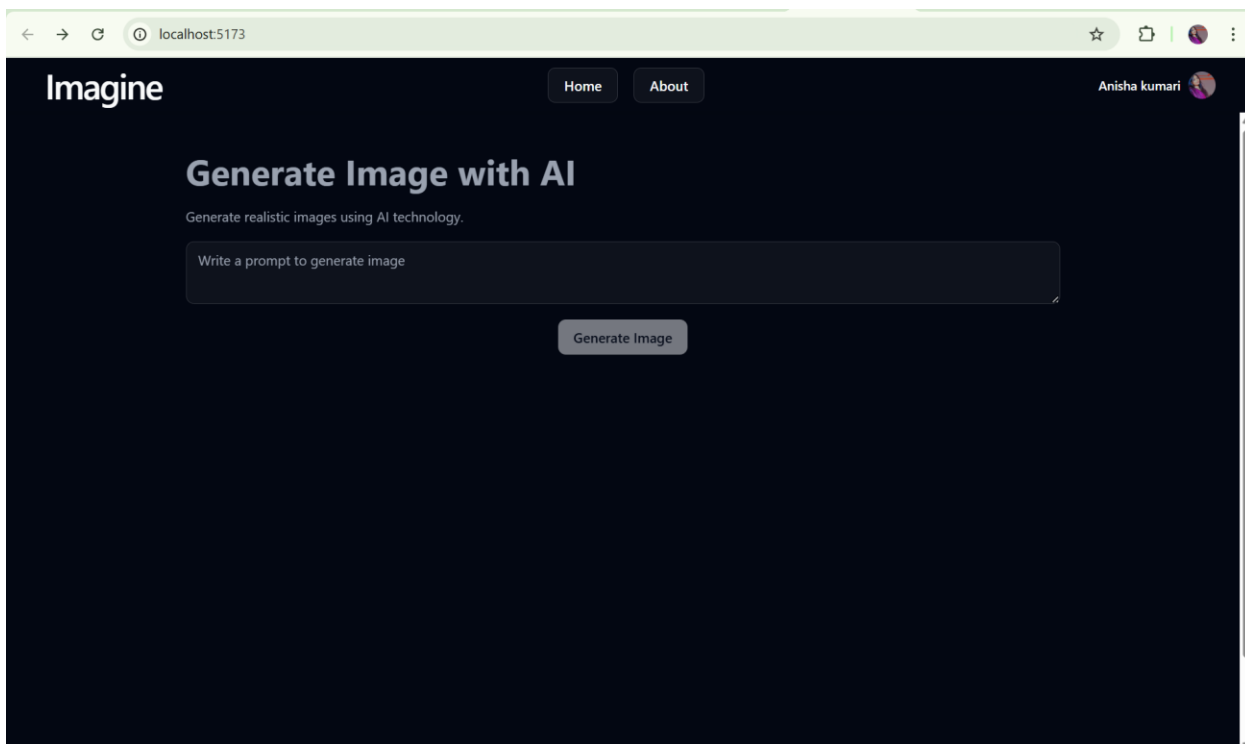 localhost:5173
Imagine
Home
About
Anisha kumari
Generate Image with AI
Generate realistic images using AI technology.
Write a prompt to generate image
Generate Image